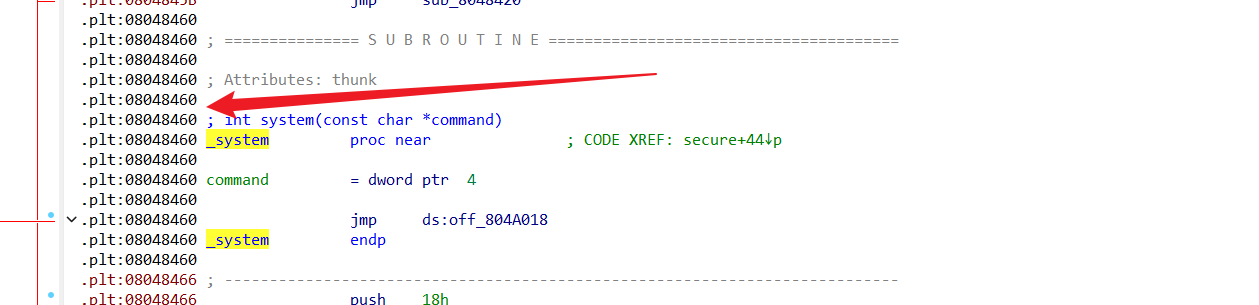 .plt:0804845B jmp sub_8048420
.plt:08048460
.plt:08048460 ; =============== S U B R O U T I N E =======================================
.plt:08048460
.plt:08048460 ; Attributes: thunk
.plt:08048460
.plt:08048460 ; int system(const char *command)
.plt:08048460 _system proc near ; CODE XREF: secure+44↓p
.plt:08048460
.plt:08048460 command = dword ptr 4
.plt:08048460
.plt:08048460 jmp ds:off_804A018
.plt:08048460 _system endp
.plt:08048460
.plt:08048466 ; ---------------------------------------------------------------------------
.plt:08048466 push 18h